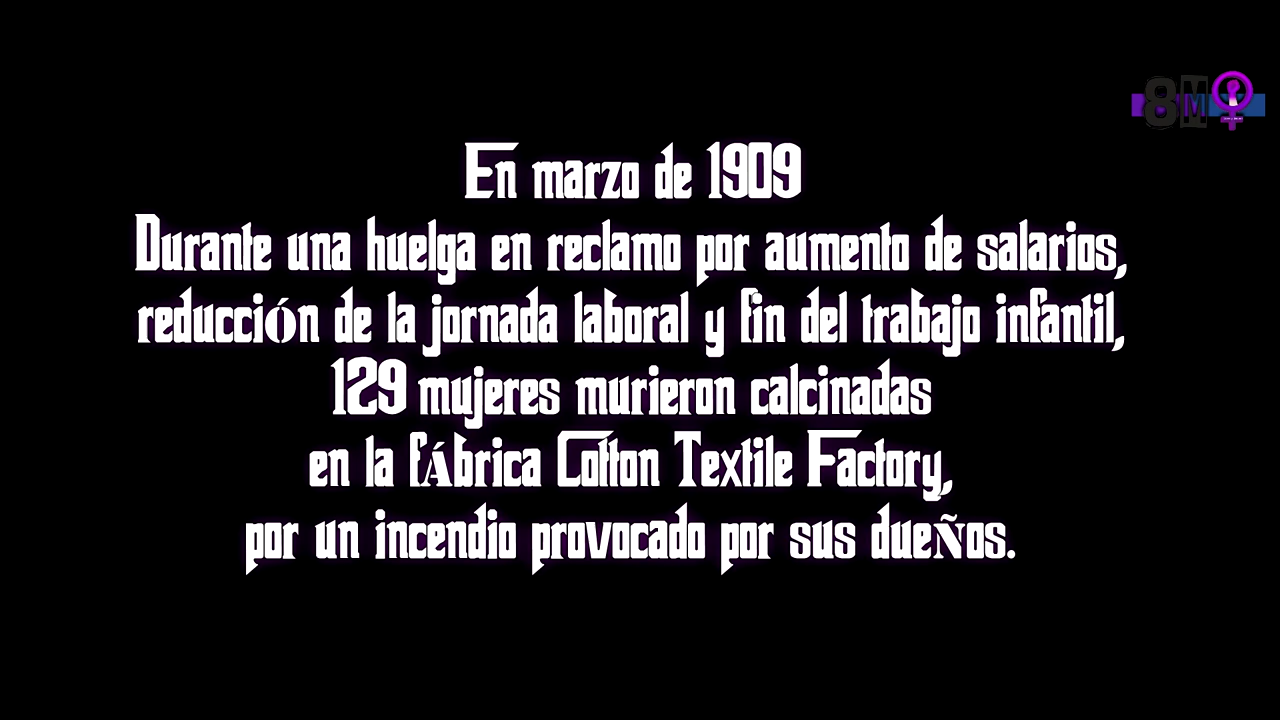 8M
En marzo de 1909
Durante una huelga en reclamo por aumento de salarios,
reducción de la jornada laboral y fin del trabajo infantil,
129 mujeres murieron calcinadas
en la fÁbrica Cotton Textile Factory,
por un incendio provocado por sus dueÑos.